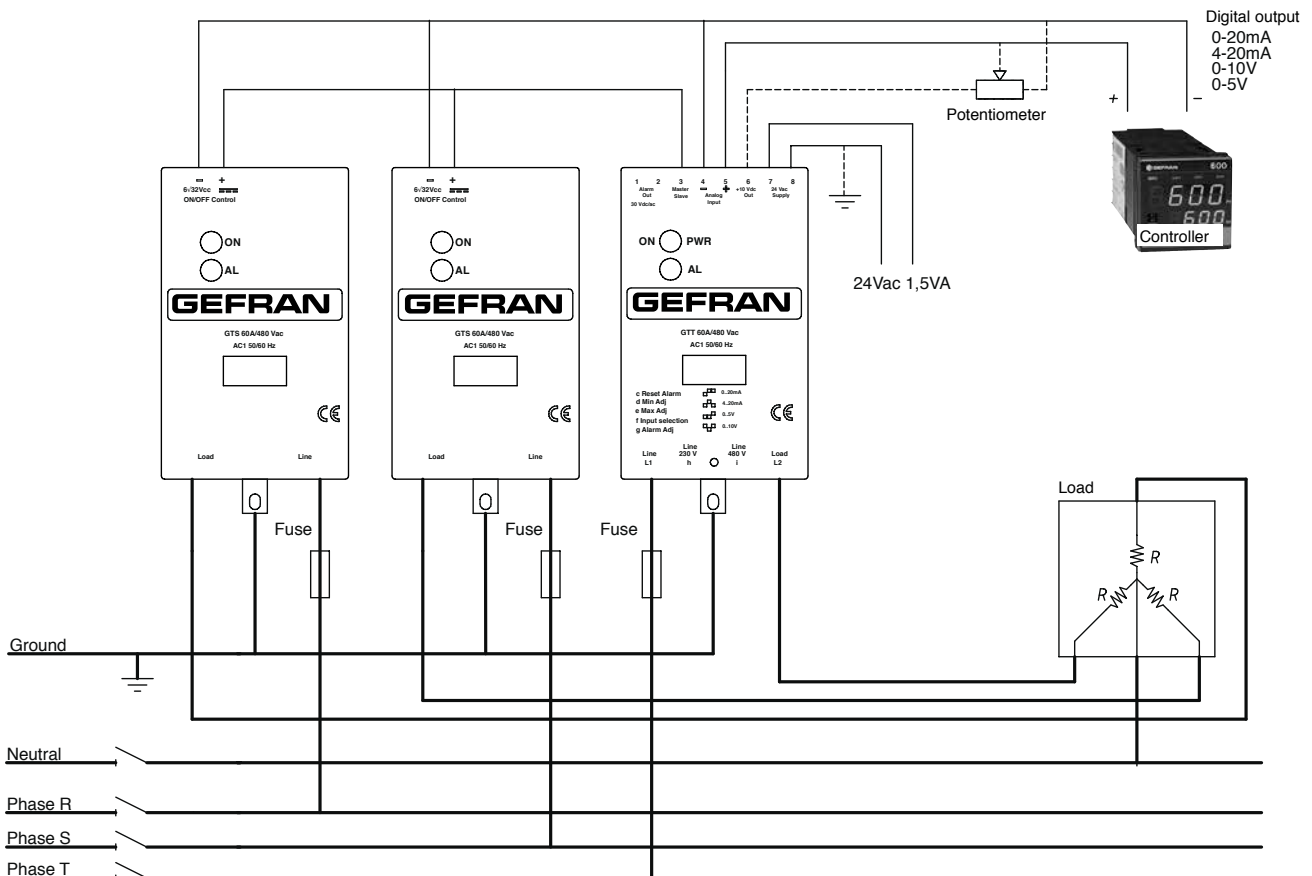 Digital output
0-20mA
4-20mA
0-10V
0-5V
+ −
Potentiometer
GEFRAN 600
600
600
Controller
24Vac 1,5VA
− +
6√32Vcc
ON/OFF Control
ON
AL
GEFRAN
GTS 60A/480 Vac
AC1 50/60 Hz
CE
Load Line
− +
6√32Vcc
ON/OFF Control
ON
AL
GEFRAN
GTS 60A/480 Vac
AC1 50/60 Hz
CE
Load Line
1 2 3 4 5 6 7 8
Alarm Out
30 Vdc/ac
Master Slave
− +
Analog Input
+10 Vdc Out
24 Vac Supply
ON PWR
AL
GEFRAN
GTT 60A/480 Vac
AC1 50/60 Hz
c Reset Alarm 0..20mA
d Min Adj 4..20mA
e Max Adj 0..5V
f Input selection 0..10V
g Alarm Adj
CE
Line L1
Line 230 V h
Line 480 V i
Load L2
Fuse
Fuse
Fuse
Load
R
R
R
Ground
Neutral
Phase R
Phase S
Phase T